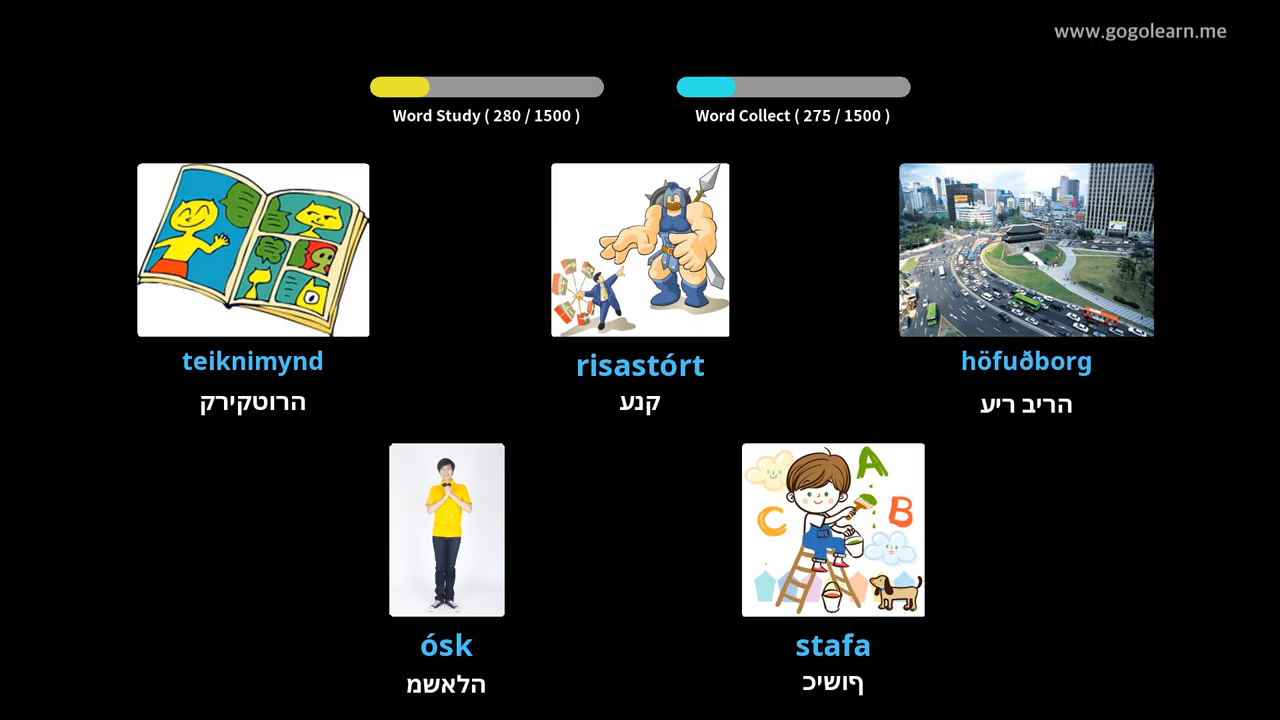 www.gogolearn.me
Word Study ( 280 / 1500 )
Word Collect ( 275 / 1500 )
teiknimynd
הרוטקירק
risastórt
קנע
höfuðborg
הריב ריע
ósk
הלאשמ
stafa
ףושיכ